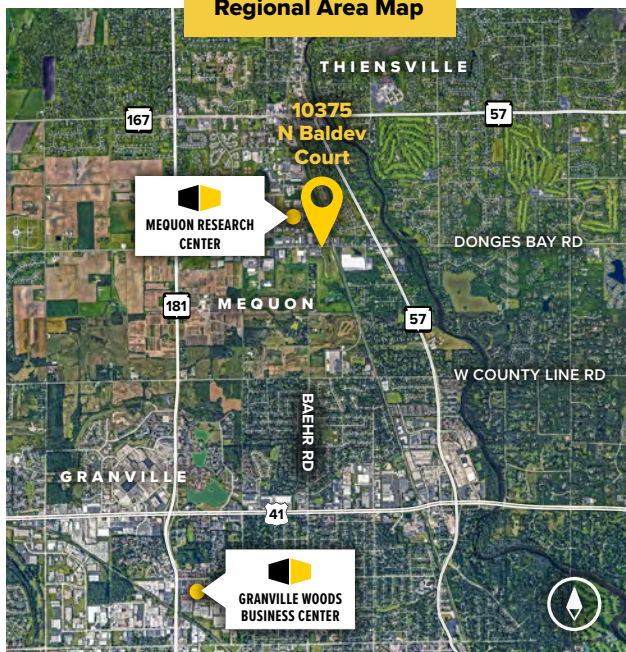 Regional Area Map
THIENSVILLE
167
57
10375
N Baldev
Court
MEQUON RESEARCH
CENTER
DONGES BAY RD
181
MEQUON
57
W COUNTY LINE RD
BAEHR RD
GRANVILLE
41
GRANVILLE WOODS
BUSINESS CENTER